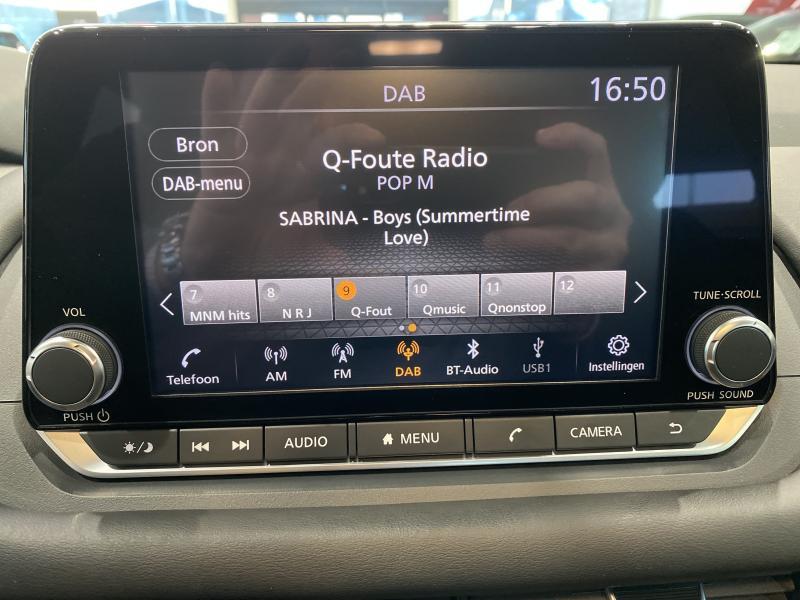 DAB
16:50
Bron
DAB-menu
Q-Foute Radio
POP M
SABRINA - Boys (Summertime
Love)
7
MNM hits
8
N R J
9
Q-Fout
10
Qmusic
11
Qnonstop
12
Telefoon
AM
FM
DAB
BT-Audio
USB1
Instellingen
VOL
PUSH
TUNE·SCROLL
PUSH SOUND
AUDIO
MENU
CAMERA